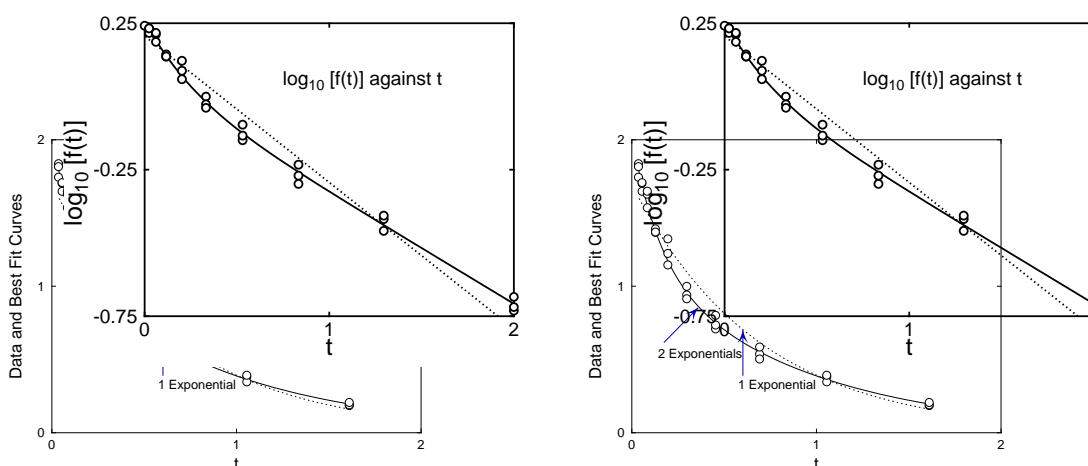 0.25
log10 [f(t)] against t
log10 [f(t)]
-0.25
-0.75
0
1
2
t
Data and Best Fit Curves
2
1
0
1 Exponential
0
1
2
t
0.25
log10 [f(t)] against t
log10 [f(t)]
-0.25
-0.75
1
t
Data and Best Fit Curves
2
1
0
2 Exponentials
1 Exponential
0
1
2
t